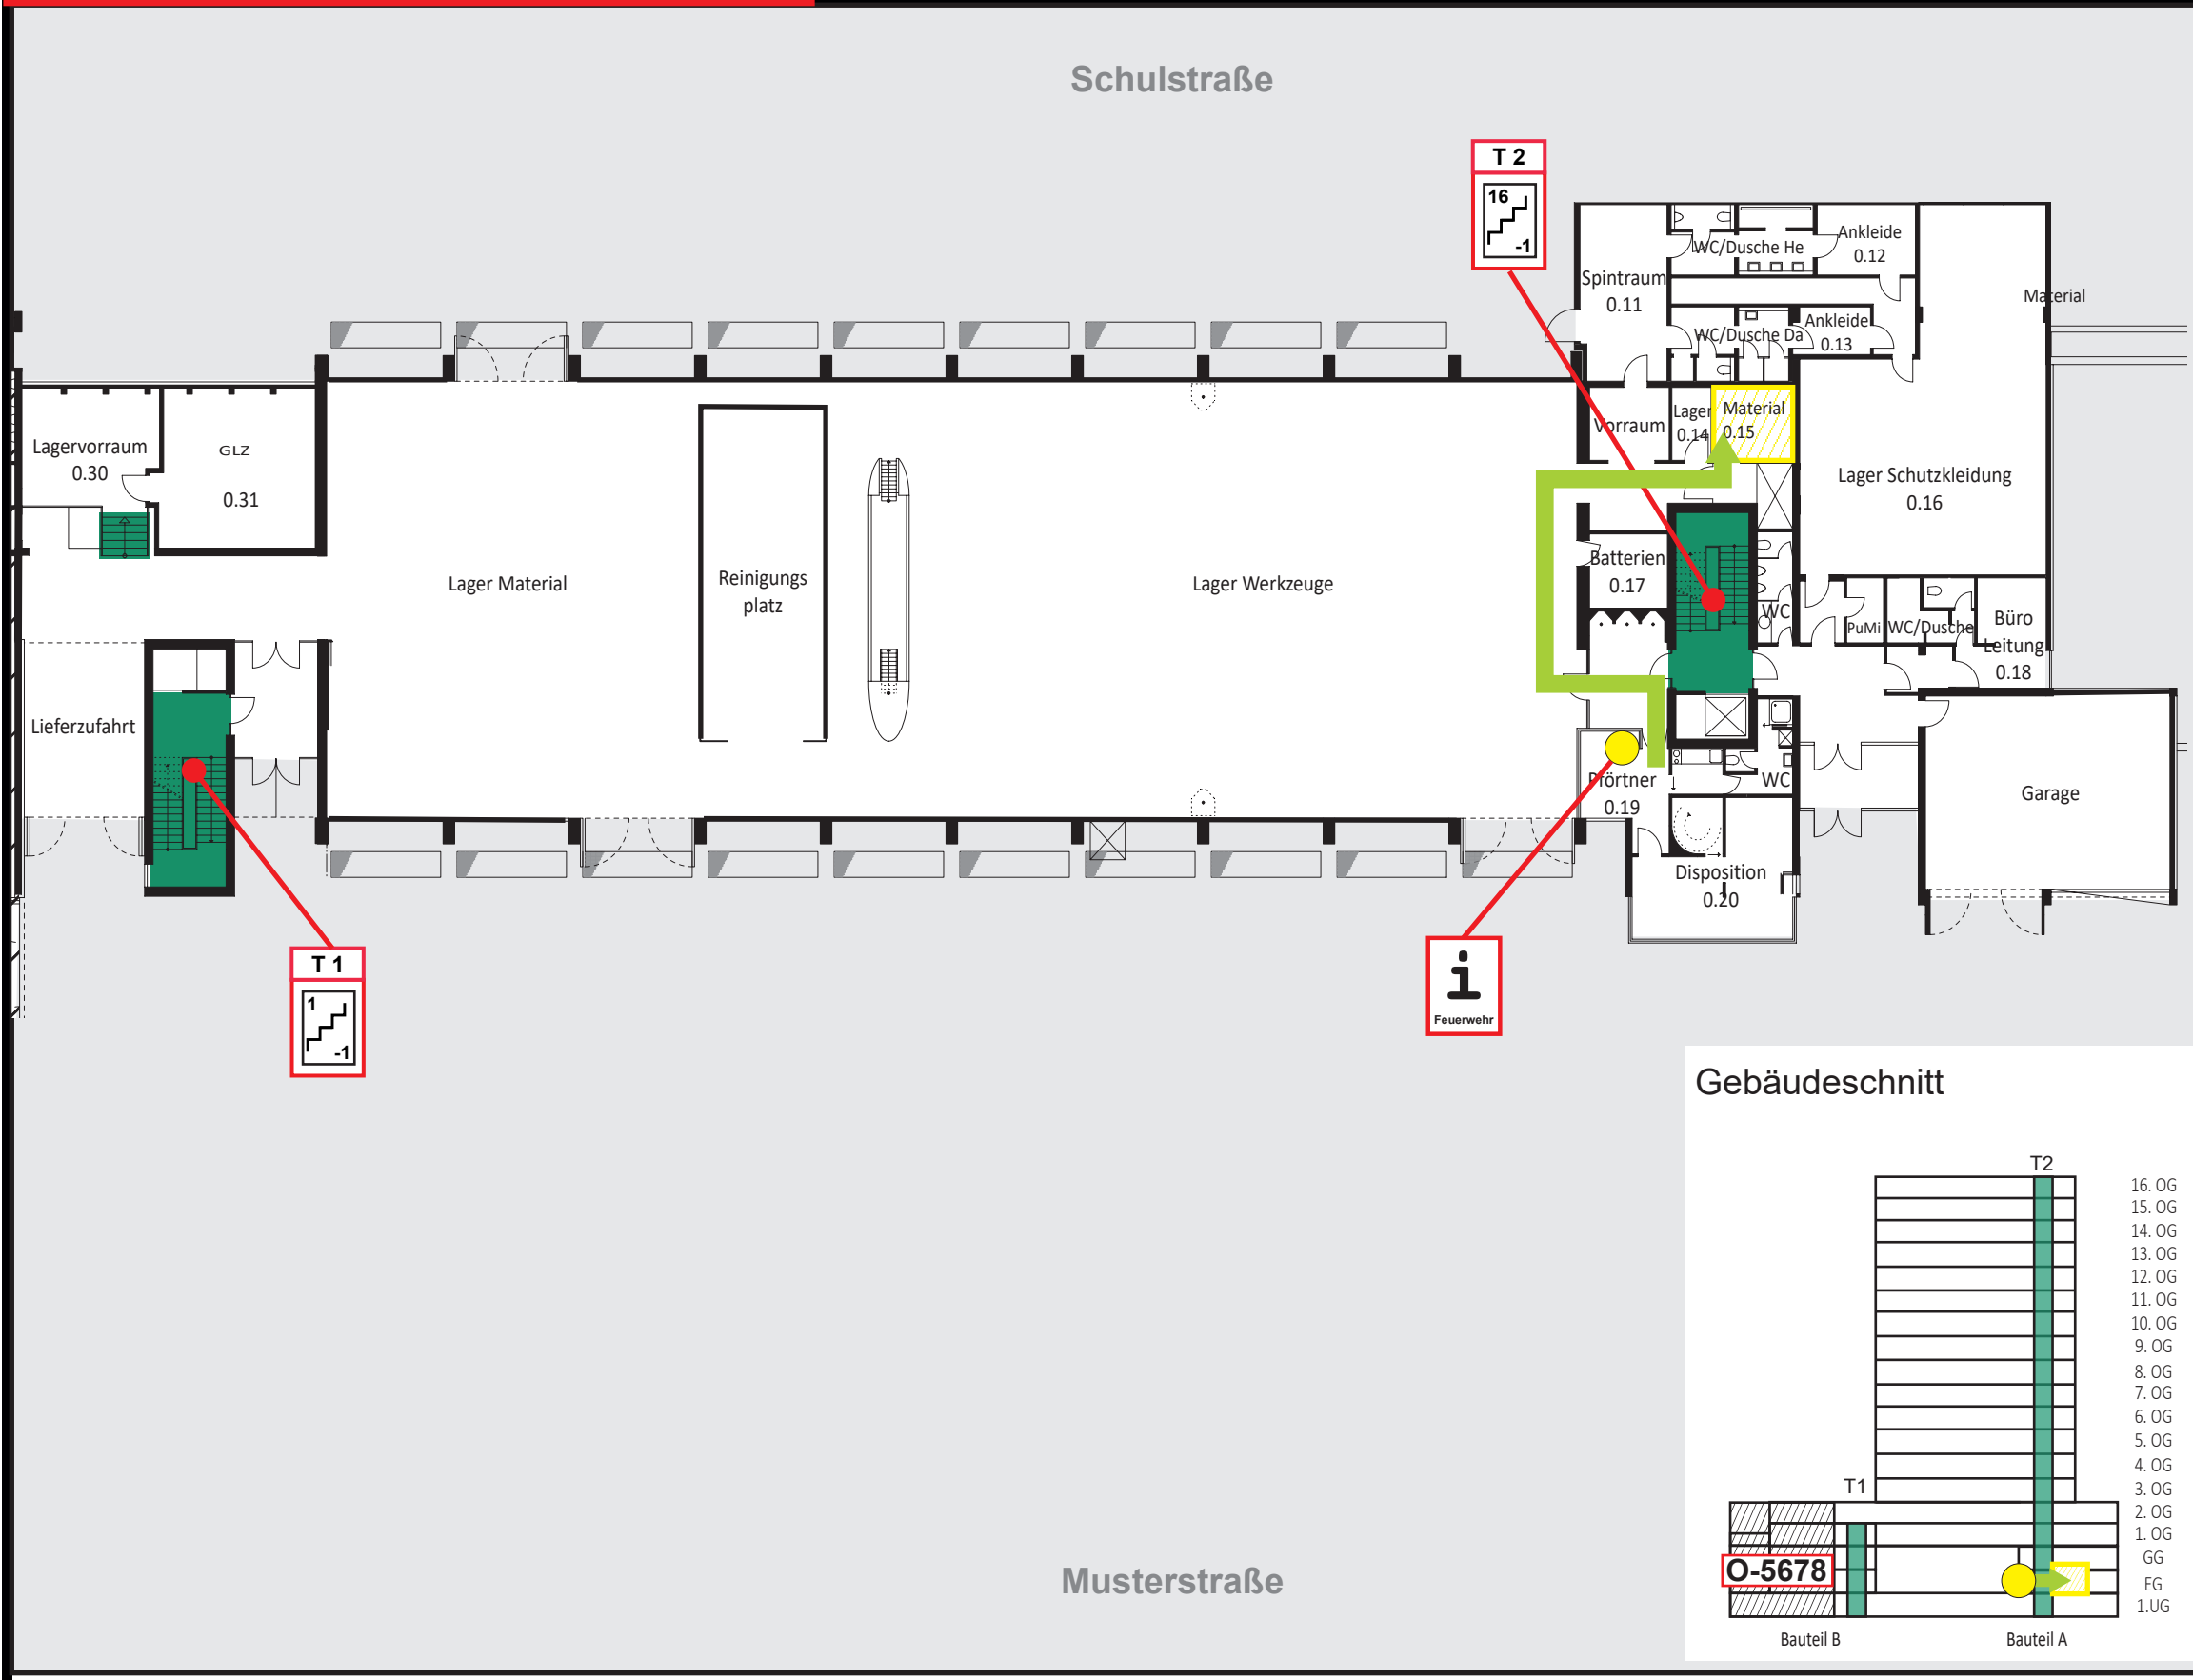 Schulstraße
T 2
16
-1
WC/Dusche He
Ankleide
0.12
Spintraum
0.11
Material
WC/Dusche Da
Ankleide
0.13
Lagervorraum
0.30
GLZ
0.31
Vorraum
Lager
0.14
Material
0.15
Lager Schutzkleidung
0.16
Lager Material
Reinigungs
platz
Lager Werkzeuge
Batterien
0.17
WC
PuMi
WC/Dusche
Büro
Leitung
0.18
Lieferzufahrt
Pförtner
0.19
WC
Garage
Disposition
0.20
T 1
1
-1
i
Feuerwehr
Gebäudeschnitt
T2
16. OG
15. OG
14. OG
13. OG
12. OG
11. OG
10. OG
9. OG
8. OG
7. OG
6. OG
5. OG
4. OG
3. OG
T1
2. OG
1. OG
GG
O-5678
EG
1.UG
Bauteil B
Bauteil A
Musterstraße